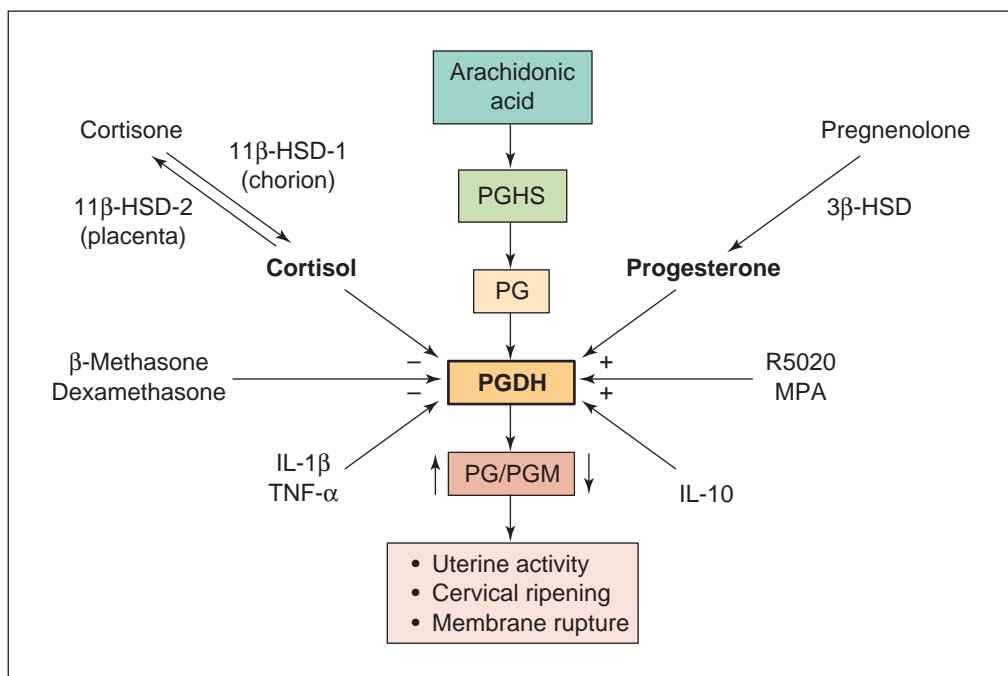 Arachidonic
acid
Cortisone
11β-HSD-1
(chorion)
11β-HSD-2
(placenta)
Cortisol
PGHS
PG
Pregnenolone
3β-HSD
Progesterone
β-Methasone
Dexamethasone
–
–
PGDH
+
+
R5020
MPA
IL-1β
TNF-α
PG/PGM
IL-10
• Uterine activity
• Cervical ripening
• Membrane rupture